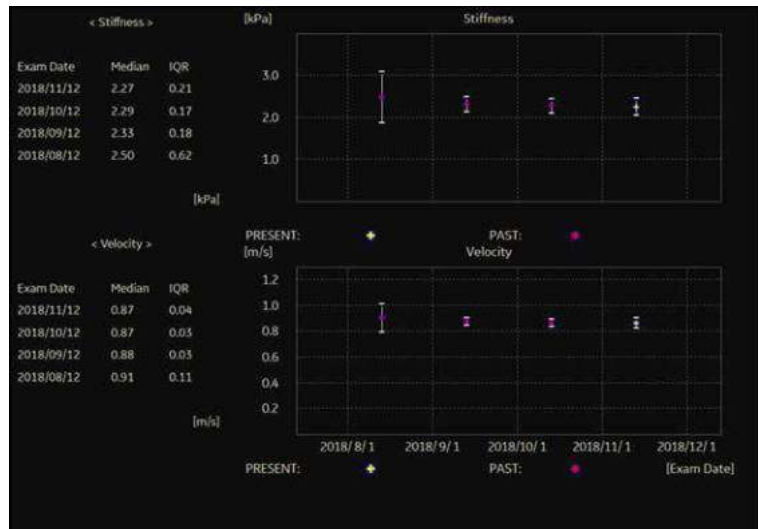 < Stiffness >
Exam Date Median IQR
2018/11/12 2.27 0.21
2018/10/12 2.29 0.17
2018/09/12 2.33 0.18
2018/08/12 2.50 0.62
[kPa]
[kPa] Stiffness
3.0
2.0
1.0
PRESENT: PAST:
< Velocity >
Exam Date Median IQR
2018/11/12 0.87 0.04
2018/10/12 0.87 0.03
2018/09/12 0.88 0.03
2018/08/12 0.91 0.11
[m/s]
[m/s] Velocity
1.2
1.0
0.8
0.6
0.4
0.2
2018/8/1 2018/9/1 2018/10/1 2018/11/1 2018/12/1
PRESENT: PAST: [Exam Date]